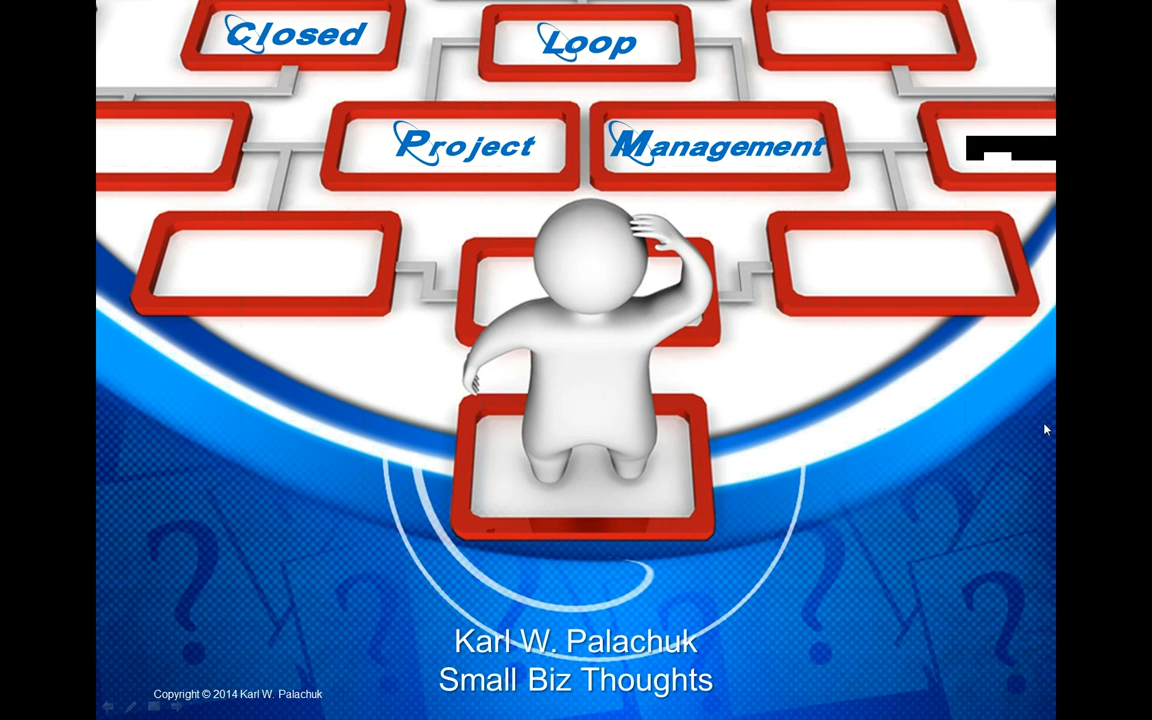 Closed Loop
Project Management
Karl W. Palachuk
Small Biz Thoughts
Copyright © 2014 Karl W. Palachuk